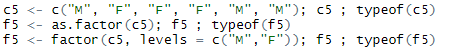 c5 <- c("M", "F", "F", "F", "M", "M"); c5 ; typeof(c5)
f5 <- as.factor(c5); f5 ; typeof(f5)
f5 <- factor(c5, levels = c("M","F")); f5 ; typeof(f5)